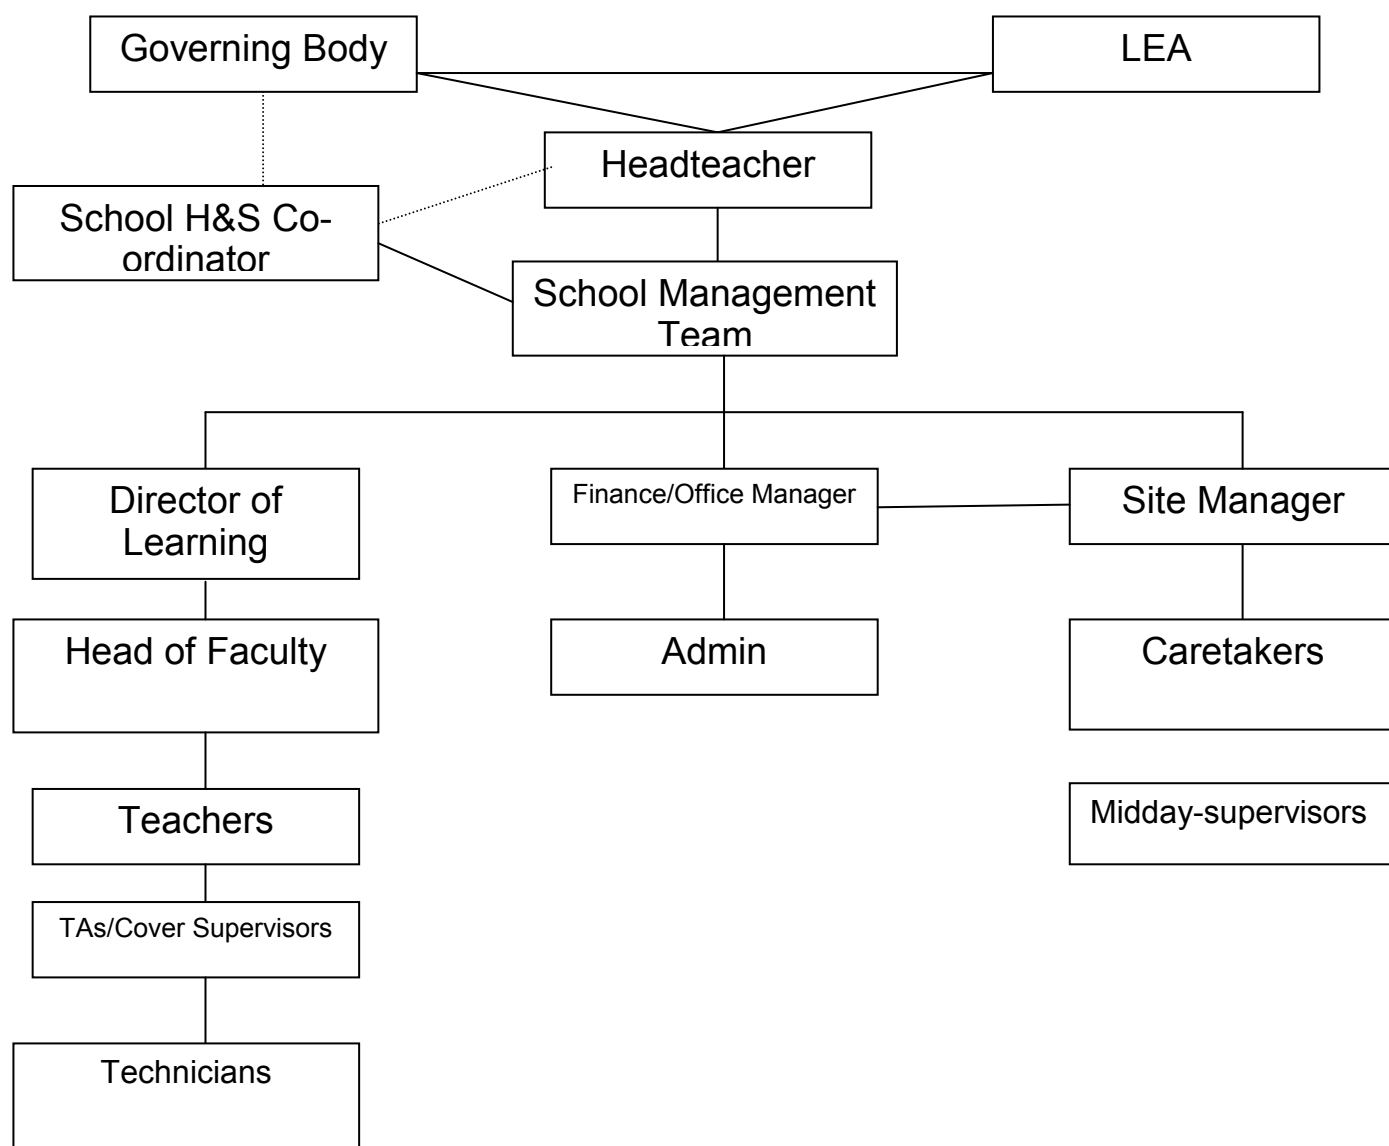 Governing Body
LEA
Headteacher
School H&S Co-
ordinator
School Management
Team
Director of
Learning
Finance/Office Manager
Site Manager
Head of Faculty
Admin
Caretakers
Teachers
Midday-supervisors
TAs/Cover Supervisors
Technicians